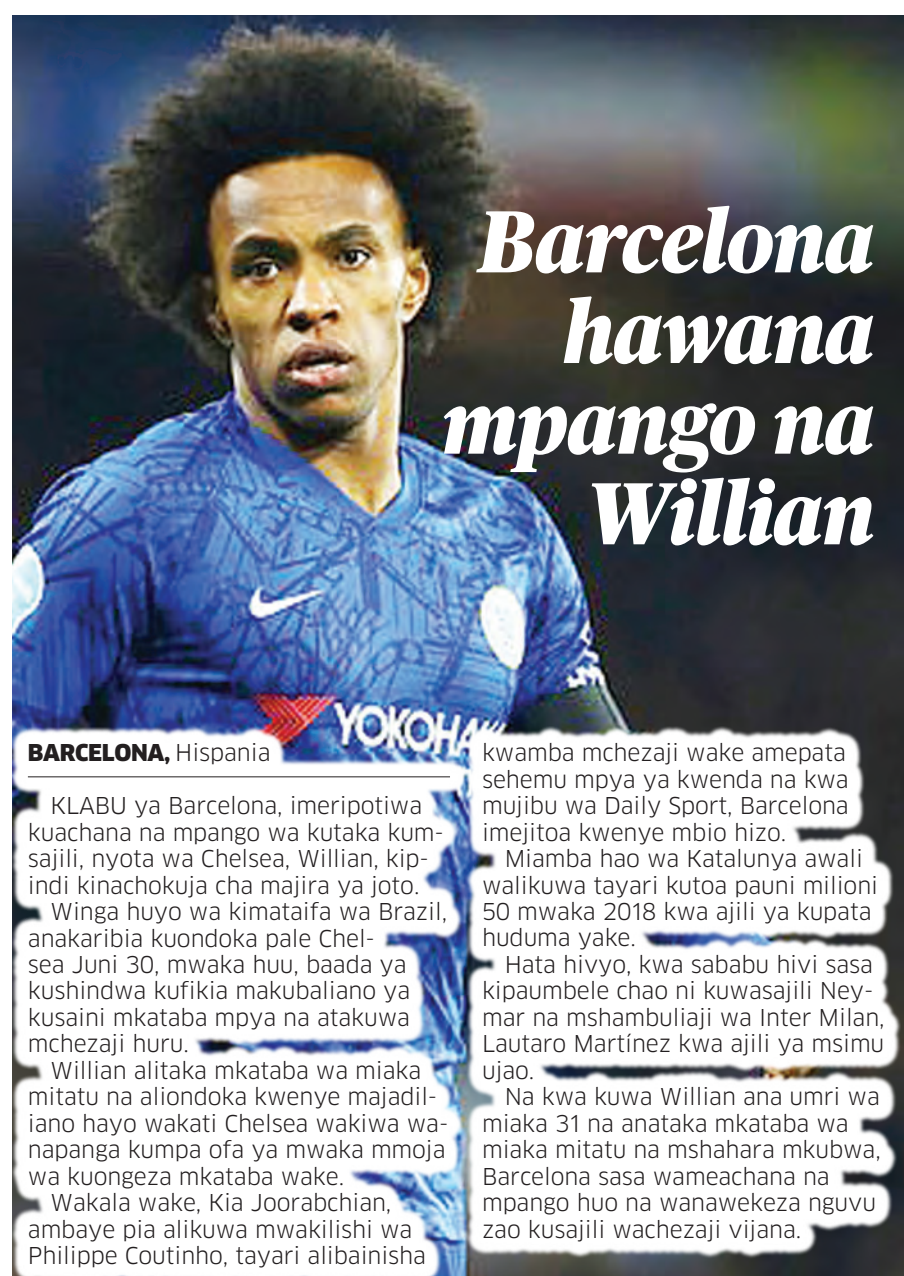 Barcelona
hawana
mpango na
Willian
YOKOHA
BARCELONA, Hispania
KLABU ya Barcelona, imeripotiwa
kuachana na mpango wa kutaka kum-
sajili, nyota wa Chelsea, Willian, kip-
indi kinachokuja cha majira ya joto.
Winga huyo wa kimataifa wa Brazil,
anakaribia kuondoka pale Chel-
sea Juni 30, mwaka huu, baada ya
kushindwa kufikia makubaliano ya
kusaini mkataba mpya na atakuwa
mchezaji huru.
Willian alitaka mkataba wa miaka
mitatu na aliondoka kwenye majadil-
iano hayo wakati Chelsea wakiwa wa-
napanga kumpa ofa ya mwaka mmoja
wa kuongeza mkataba wake.
Wakala wake, Kia Joorabchian,
ambaye pia alikuwa mwakilishi wa
Philippe Coutinho, tayari alibainisha
kwamba mchezaji wake amepata
sehemu mpya ya kwenda na kwa
mujibu wa Daily Sport, Barcelona
imejitoa kwenye mbio hizo.
Miamba hao wa Katalunya awali
walikuwa tayari kutoa pauni milioni
50 mwaka 2018 kwa ajili ya kupata
huduma yake.
Hata hivyo, kwa sababu hivi sasa
kipaumbele chao ni kuwasajili Ney-
mar na mshambuliaji wa Inter Milan,
Lautaro Martínez kwa ajili ya msimu
ujao.
Na kwa kuwa Willian ana umri wa
miaka 31 na anataka mkataba wa
miaka mitatu na mshahara mkubwa,
Barcelona sasa wameachana na
mpango huo na wanawekeza nguvu
zao kusajili wachezaji vijana.